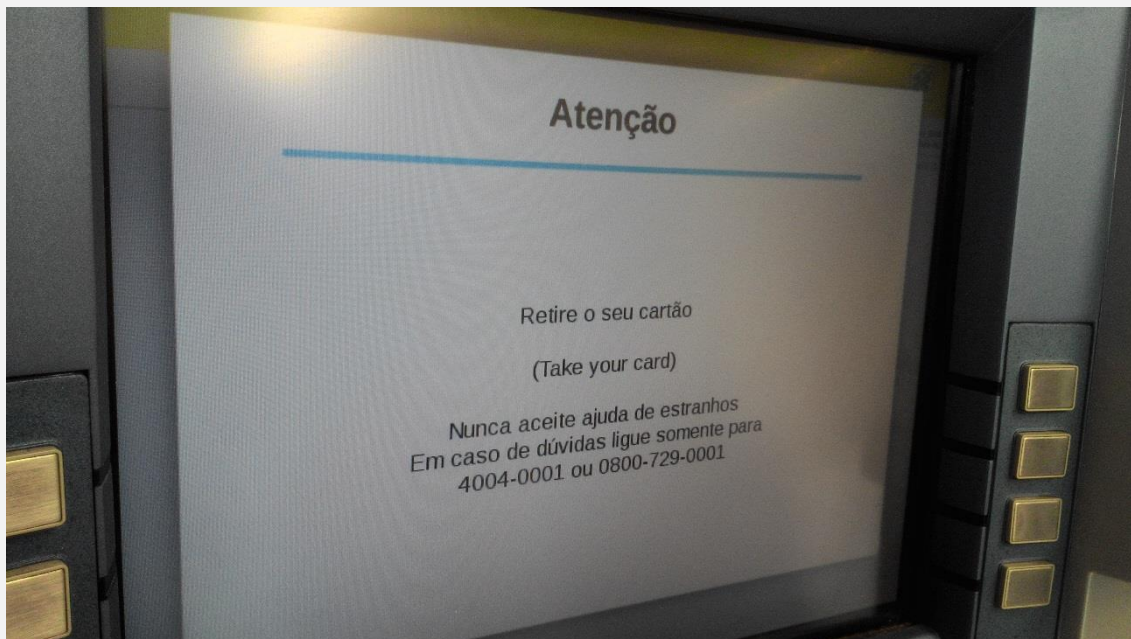 Atenção
Retire o seu cartão
(Take your card)
Nunca aceite ajuda de estranhos
Em caso de dúvidas ligue somente para
4004-0001 ou 0800-729-0001